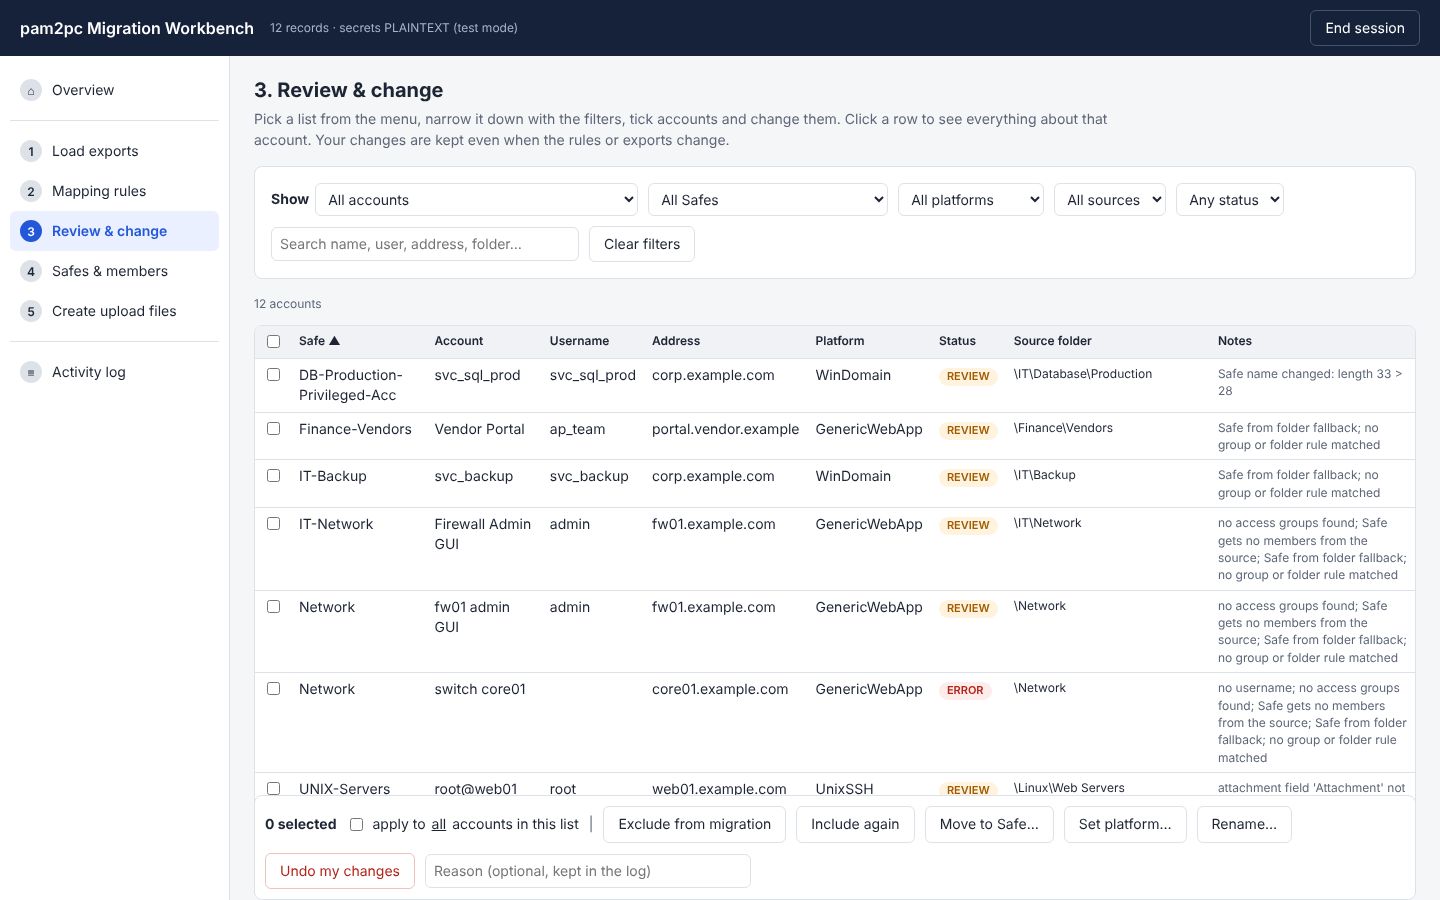 pam2pc Migration Workbench
12 records · secrets PLAINTEXT (test mode)
End session
Overview
1 Load exports
2 Mapping rules
3 Review & change
4 Safes & members
5 Create upload files
Activity log
3. Review & change
Pick a list from the menu, narrow it down with the filters, tick accounts and change them. Click a row to see everything about that
account. Your changes are kept even when the rules or exports change.
Show All accounts All Safes All platforms All sources Any status
Search name, user, address, folder... Clear filters
12 accounts
Safe ▲ Account Username Address Platform Status Source folder Notes
DB-Production- svc_sql_prod svc_sql_prod corp.example.com WinDomain REVIEW \IT\Database\Production Safe name changed: length 33 >
Privileged-Acc 28
Finance-Vendors Vendor Portal ap_team portal.vendor.example GenericWebApp REVIEW \Finance\Vendors Safe from folder fallback; no
group or folder rule matched
IT-Backup svc_backup svc_backup corp.example.com WinDomain REVIEW \IT\Backup Safe from folder fallback; no
group or folder rule matched
IT-Network Firewall Admin admin fw01.example.com GenericWebApp REVIEW \IT\Network no access groups found; Safe
GUI gets no members from the
source; Safe from folder fallback;
no group or folder rule matched
Network fw01 admin admin fw01.example.com GenericWebApp REVIEW \Network no access groups found; Safe
GUI gets no members from the
source; Safe from folder fallback;
no group or folder rule matched
Network switch core01 core01.example.com GenericWebApp ERROR \Network no username; no access groups
found; Safe gets no members
from the source; Safe from folder
fallback; no group or folder rule
matched
UNIX-Servers root@web01 root web01.example.com UnixSSH REVIEW \Linux\Web Servers attachment field 'Attachment' not
0 selected apply to all accounts in this list | Exclude from migration Include again Move to Safe... Set platform... Rename...
Undo my changes Reason (optional, kept in the log)